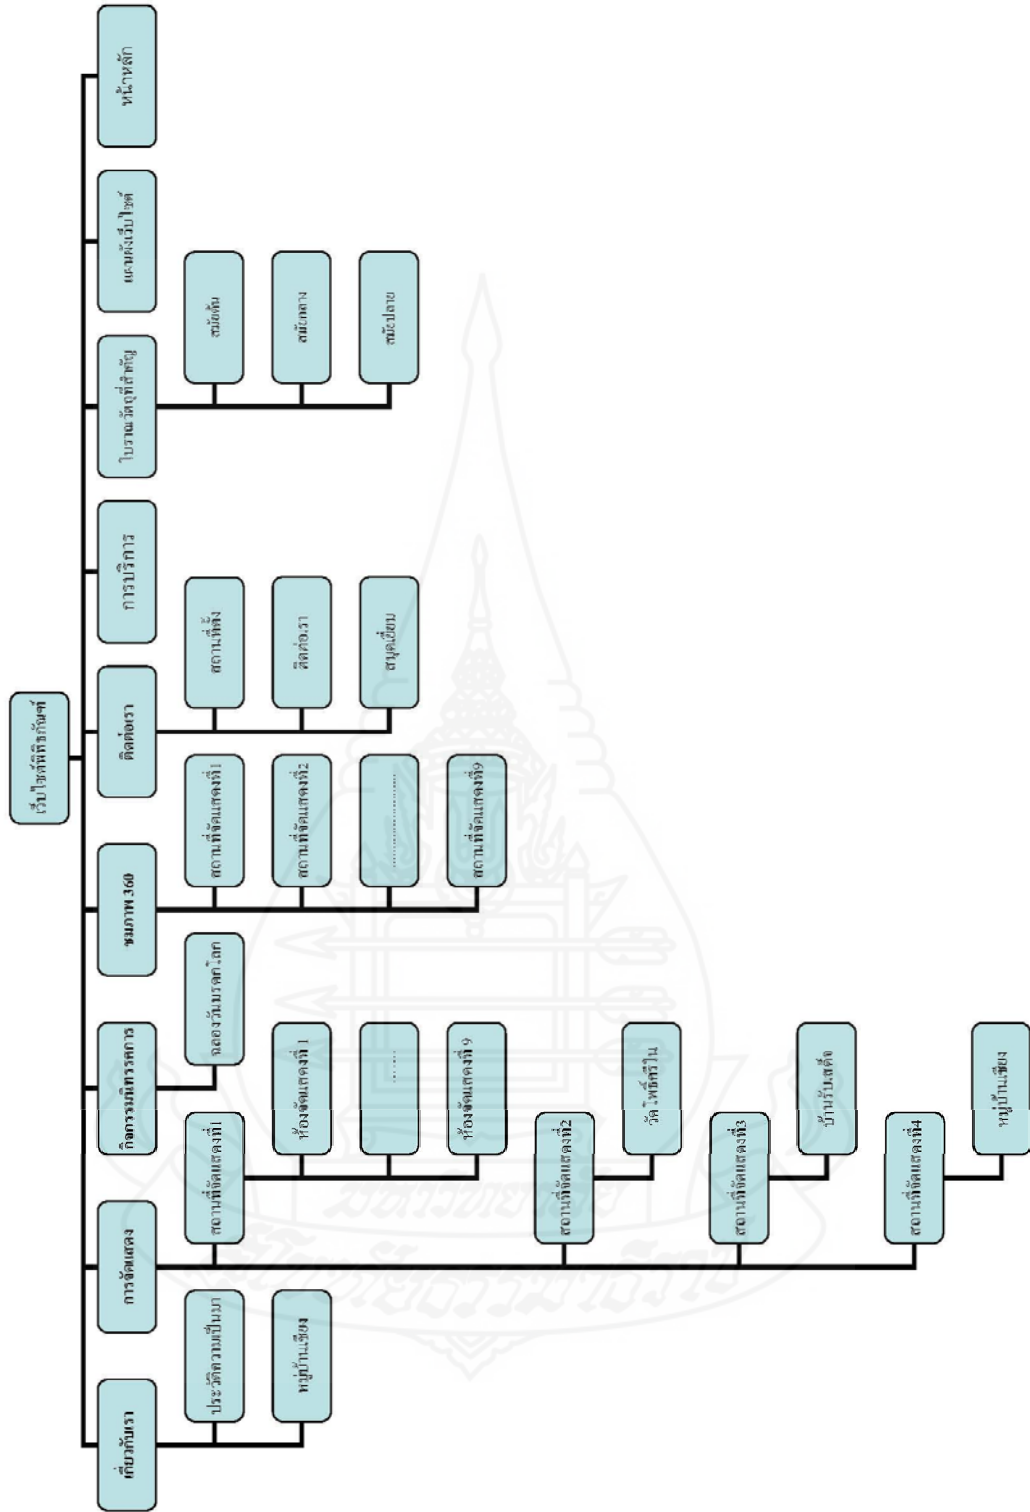 เว็บไซต์พิพิธภัณฑ์
เกี่ยวกับเรา
ประวัติความเป็นมา
หมู่บ้านเชียง
การจัดแสดง
สถานที่จัดแสดงที่1
ห้องจัดแสดงที่ 1
........
ห้องจัดแสดงที่ 9
สถานที่จัดแสดงที่2
วัดโพธิ์ศรีใน
สถานที่จัดแสดงที่3
บ้านรับเสด็จ
สถานที่จัดแสดงที่4
หมู่บ้านเชียง
กิจกรรมนิทรรศการ
ฉลองวันมรดกโลก
ชมภาพ 360
สถานที่จัดแสดงที่1
สถานที่จัดแสดงที่2
........................
สถานที่จัดแสดงที่9
ติดต่อเรา
สถานที่ตั้ง
ติดต่อเรา
สมุดเยี่ยม
การบริการ
โบราณวัตถุที่สำคัญ
สมัยต้น
สมัยกลาง
สมัยปลาย
แผนผังเว็บไซต์
หน้าหลัก